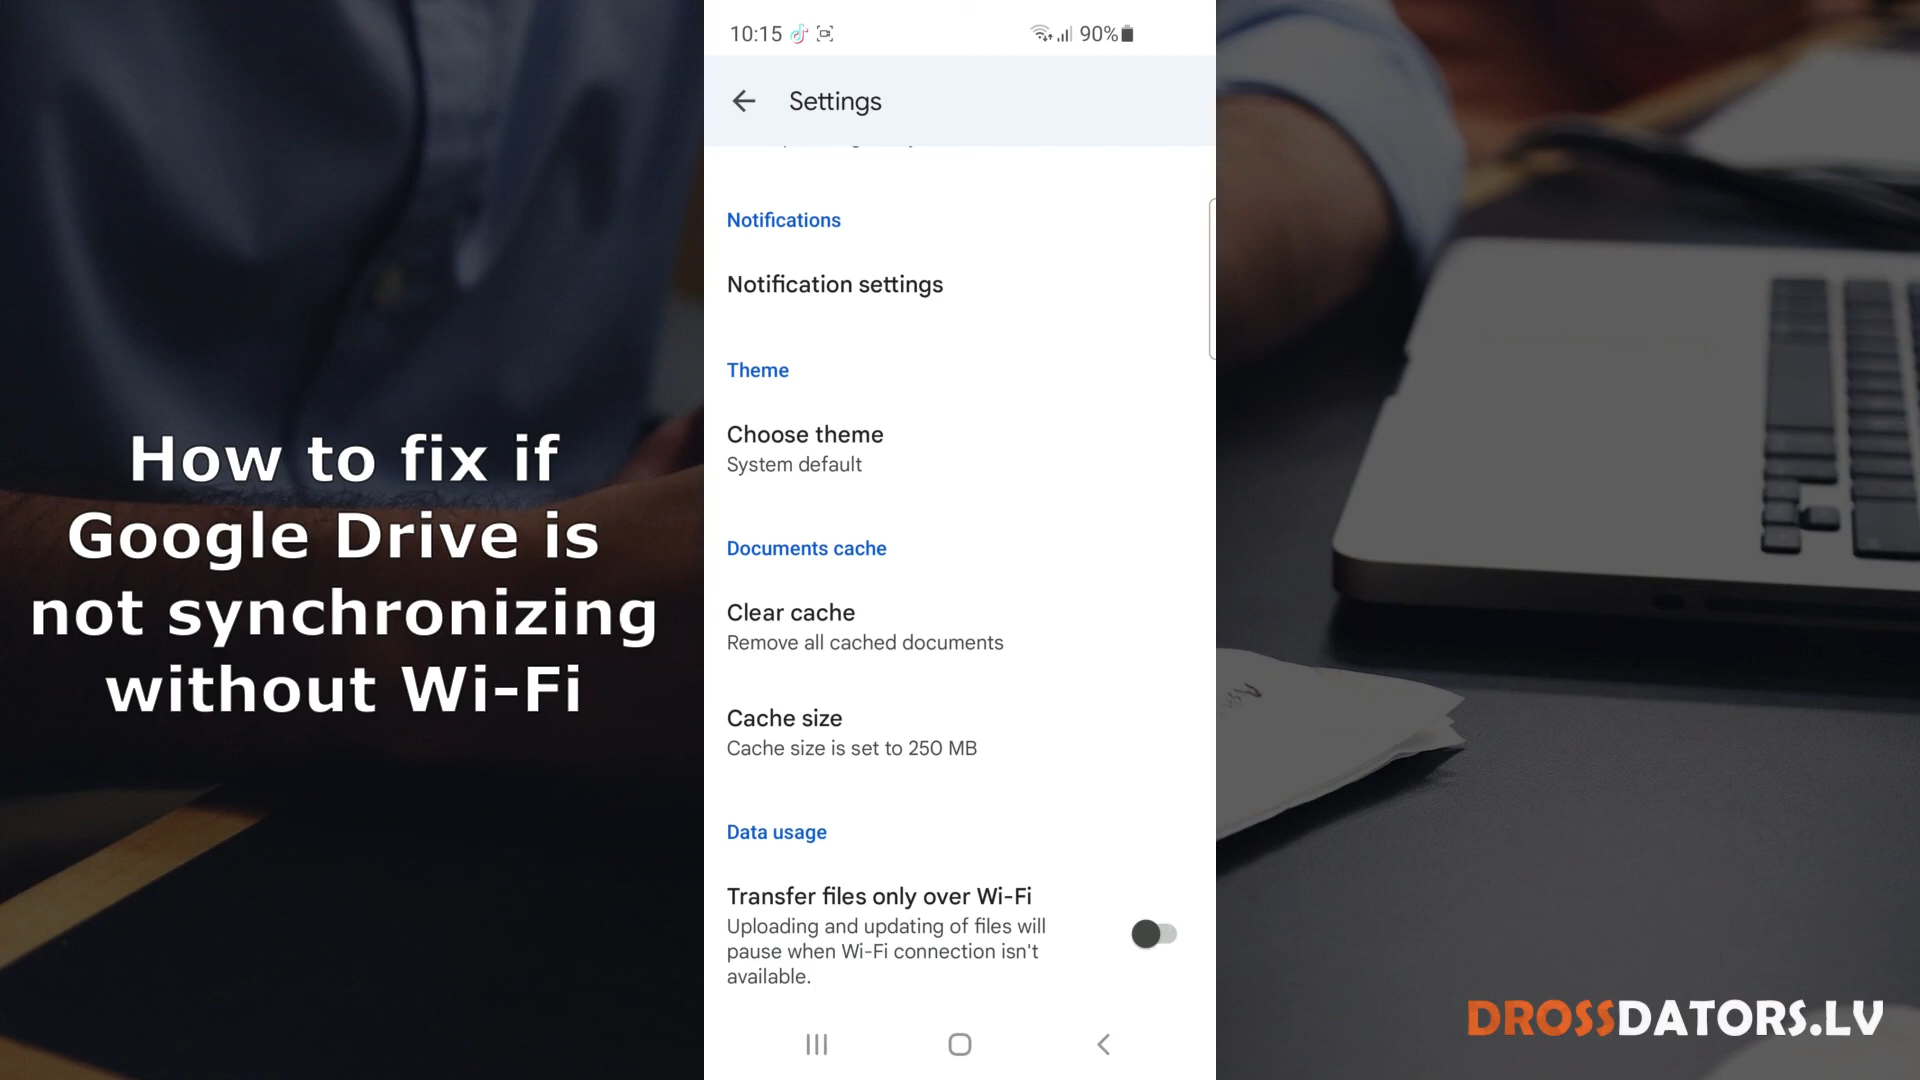 10:15
90%
Settings
Notifications
Notification settings
Theme
Choose theme
System default
Documents cache
Clear cache
Remove all cached documents
Cache size
Cache size is set to 250 MB
Data usage
Transfer files only over Wi-Fi
Uploading and updating of files will
pause when Wi-Fi connection isn't
available.
How to fix if
Google Drive is
not synchronizing
without Wi-Fi
DROSSDATORS.LV